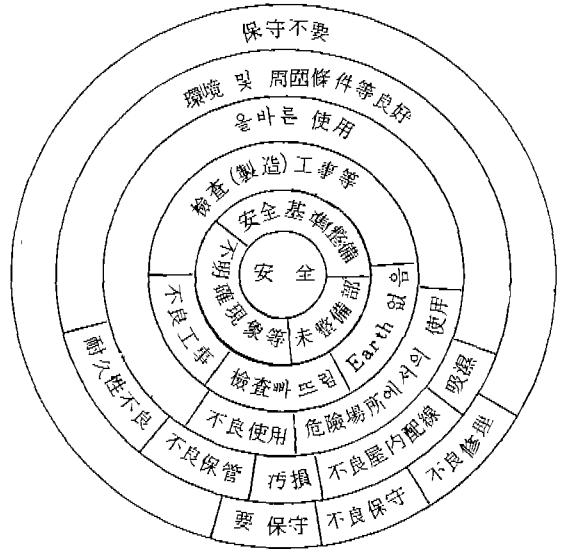 保守不要
環境 및 周囲條件等良好
올바른 使用
檢査(製造)工事等
安全基準整備
不明確現象等
未整備部
安全
不良工事
檢査빠뜨림
Earth 없음
不良使用
危險場所에서의 使用
耐久性不良
不良保管
汚損
不良屋内配線
吸濕
要保守
不良保守
不良修理